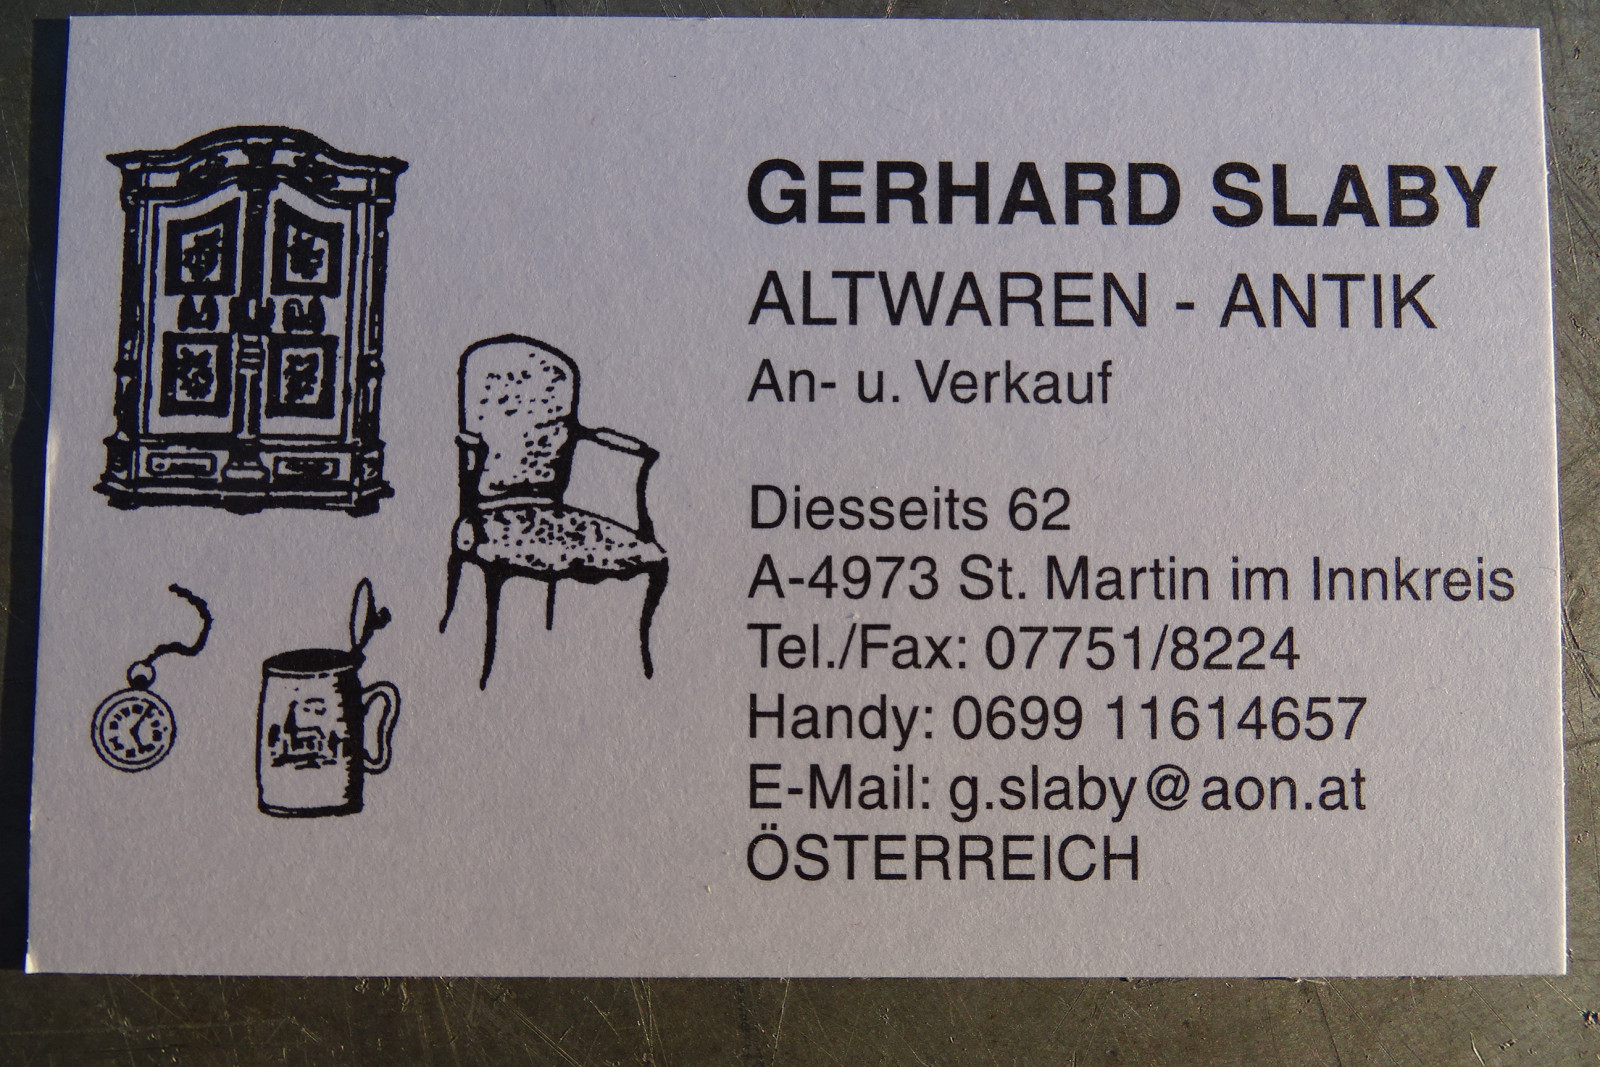 GERHARD SLABY
ALTWAREN - ANTIK
An- u. Verkauf
Diesseits 62
A-4973 St. Martin im Innkreis
Tel./Fax: 07751/8224
Handy: 0699 11614657
E-Mail: g.slaby@aon.at
ÖSTERREICH